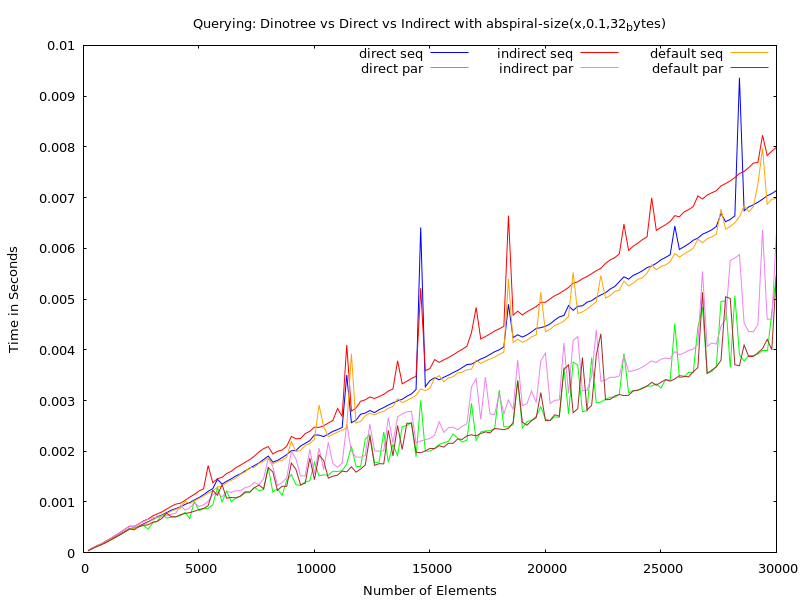 Querying: Dinotree vs Direct vs Indirect with abspiral-size(x,0.1,32bytes)
direct seq
direct par
indirect seq
indirect par
default seq
default par
0.01
0.009
0.008
0.007
0.006
0.005
0.004
0.003
0.002
0.001
0
Time in Seconds
0 5000 10000 15000 20000 25000 30000
Number of Elements